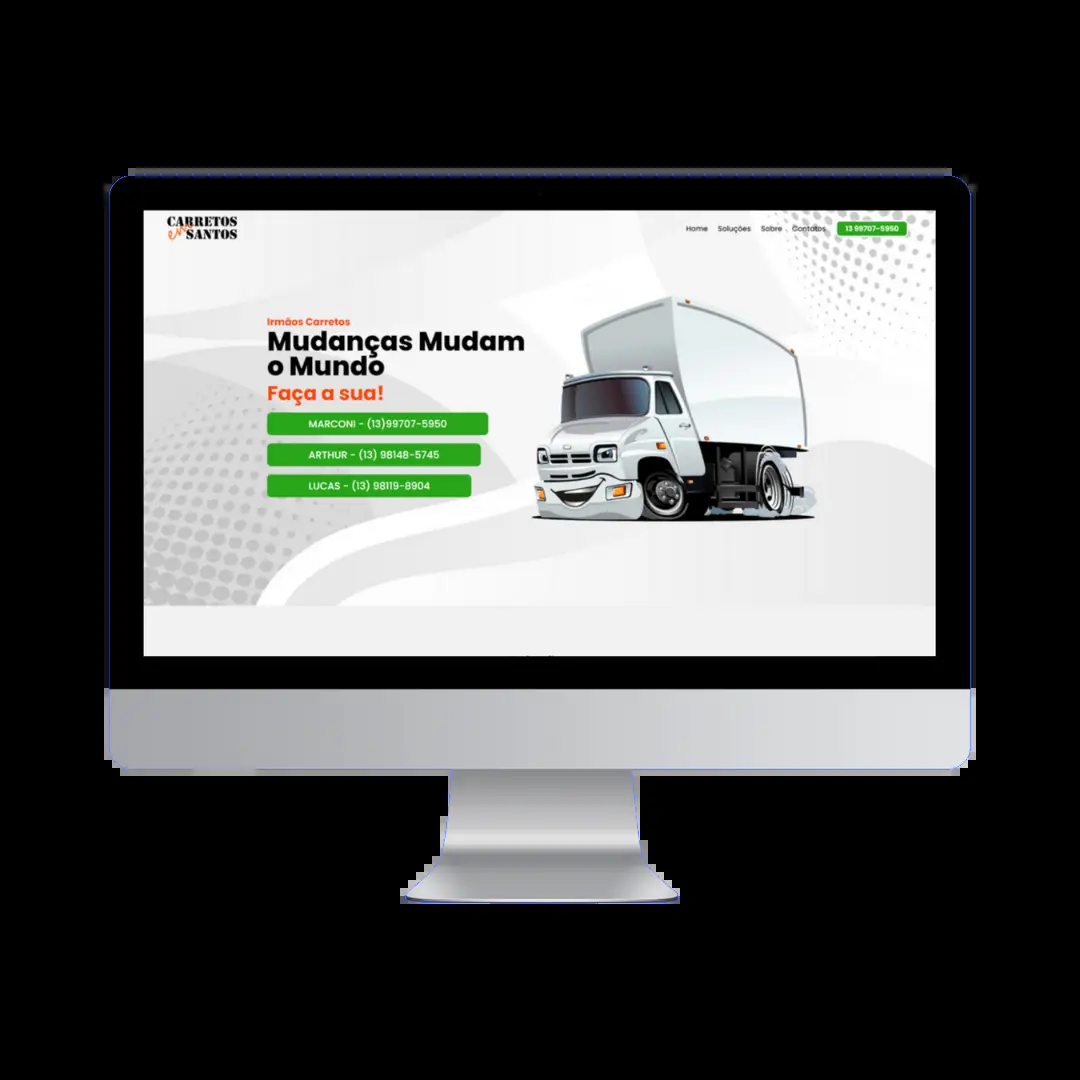 CARRETOS
em SANTOS
Home Soluções Sobre Contatos 13 99707-5950
Irmãos Carretos
Mudanças Mudam
o Mundo
Faça a sua!
MARCONI - (13)99707-5950
ARTHUR - (13) 98148-5745
LUCAS - (13) 98119-8904